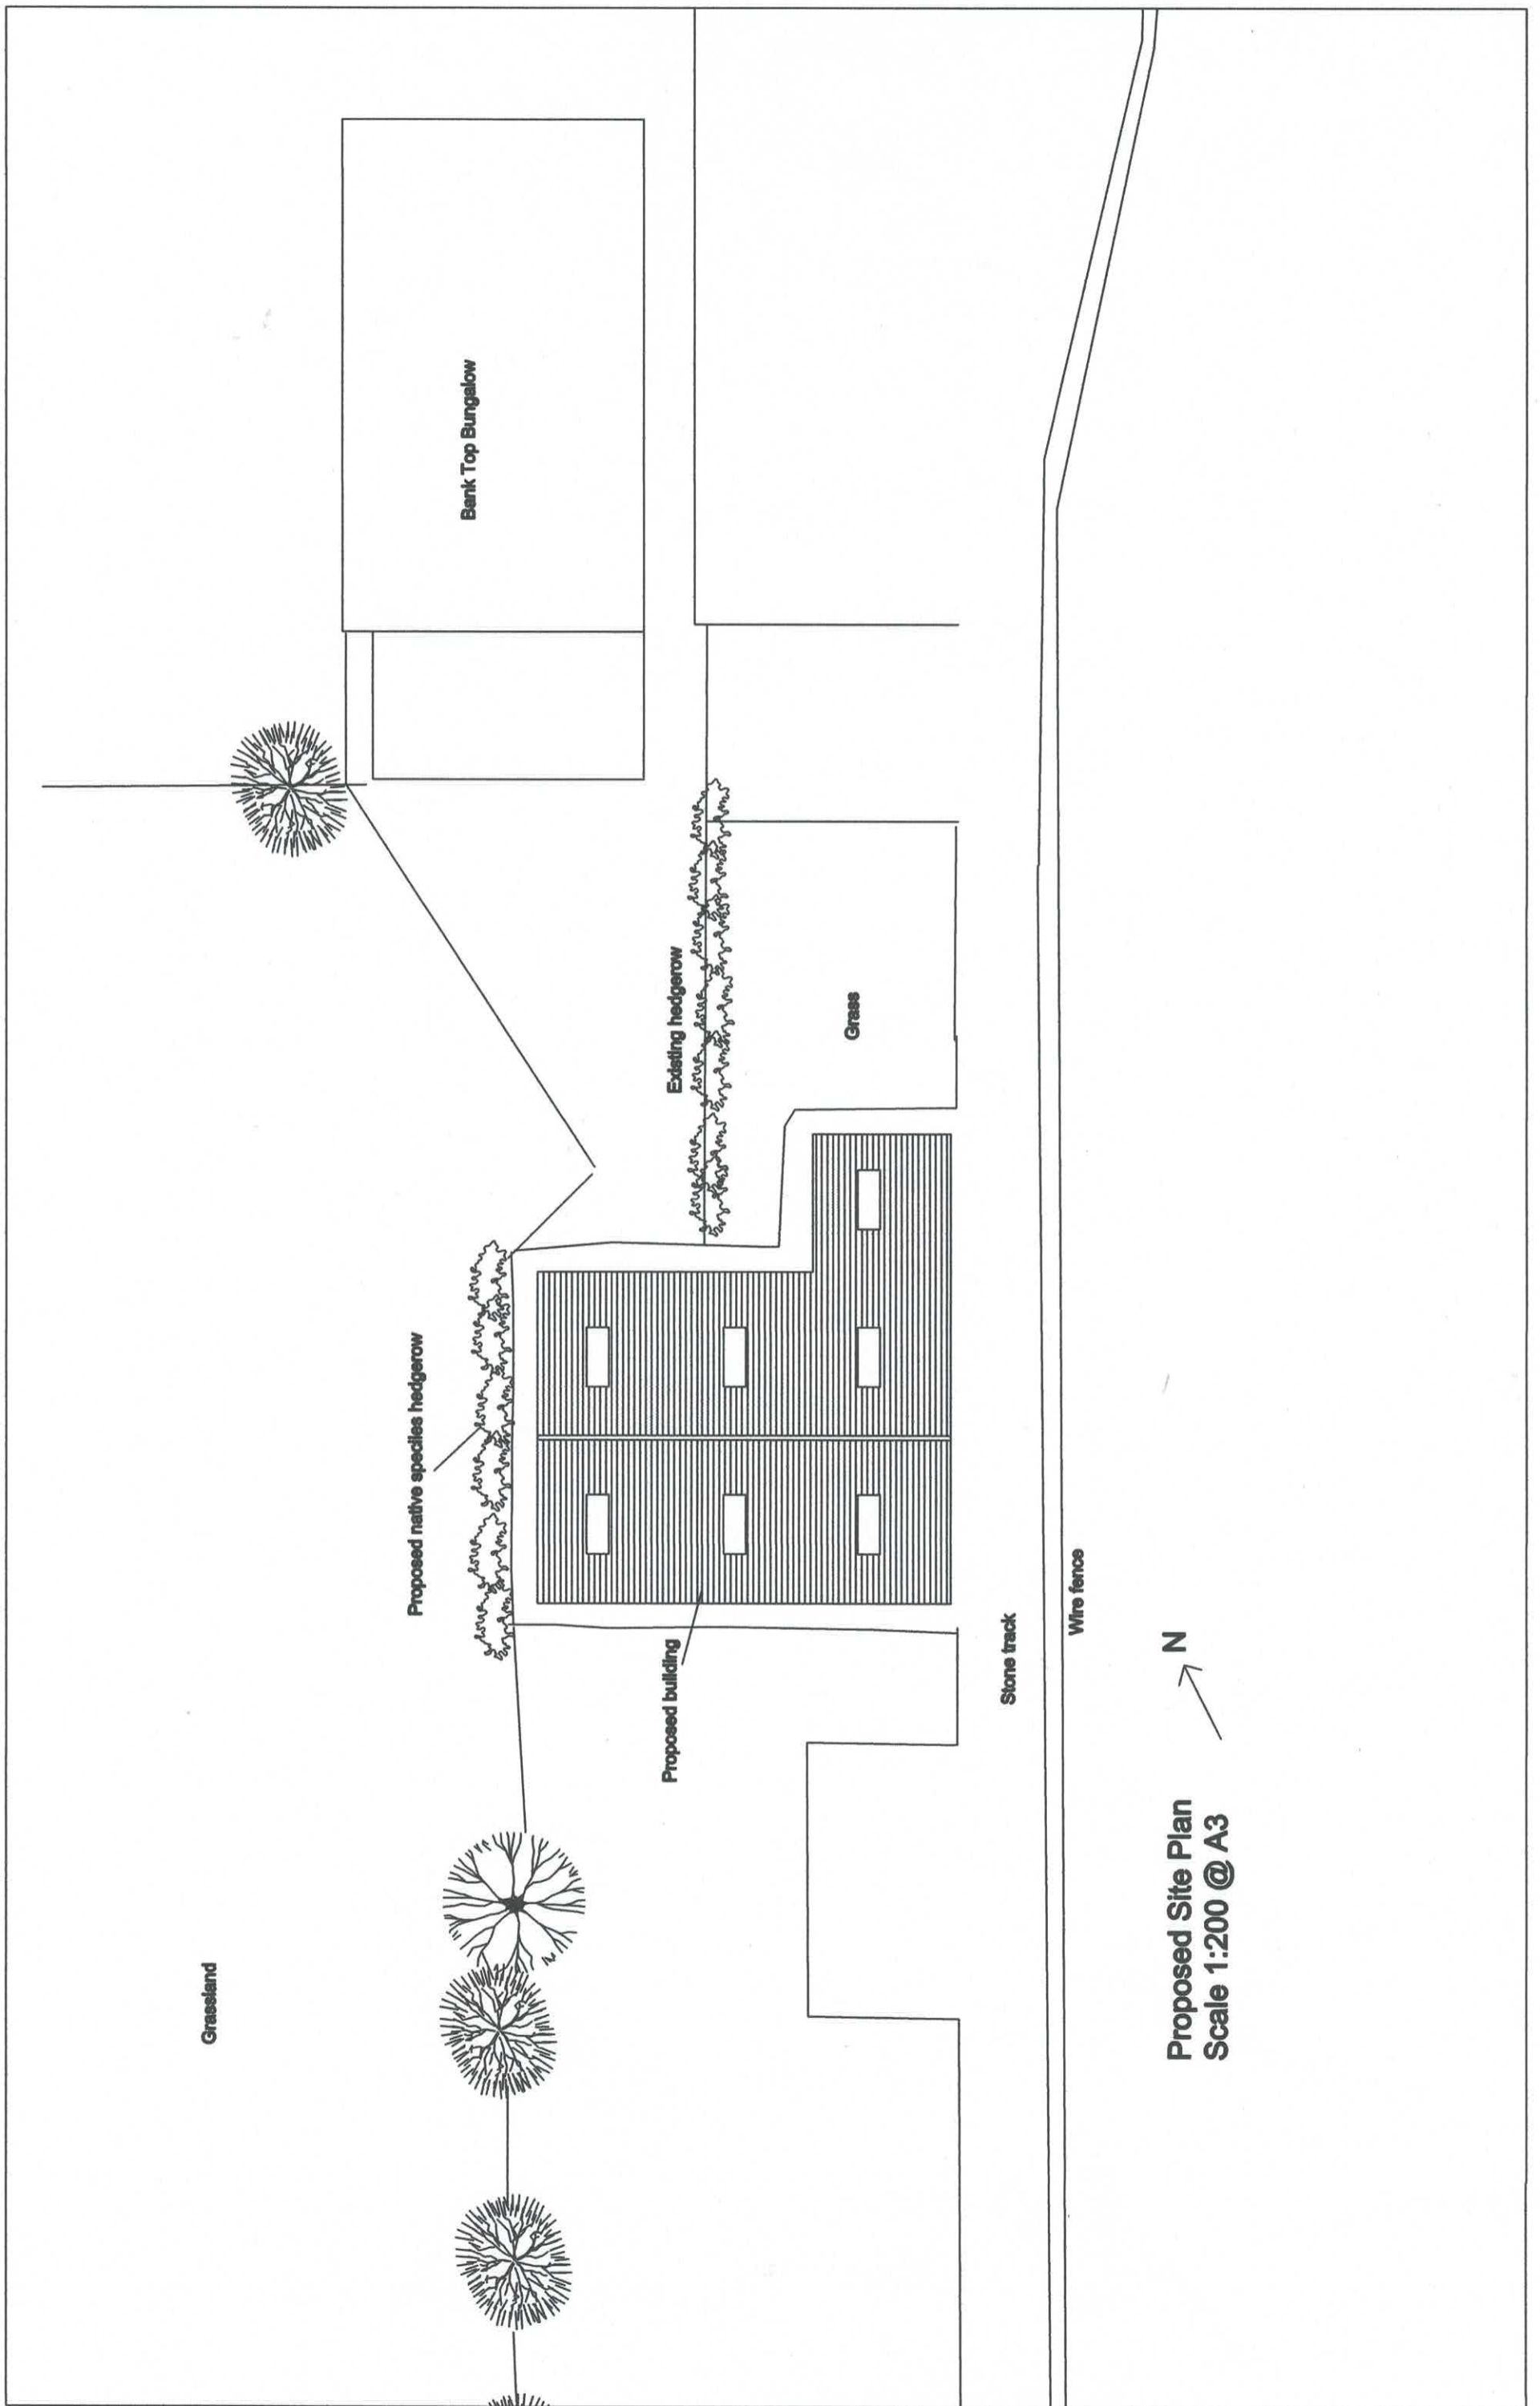 Grassland
Proposed native species hedgerow
Bank Top Bungalow
Proposed building
Existing hedgerow
Grass
Stone track
Wire fence
N
Proposed Site Plan
Scale 1:200 @ A3